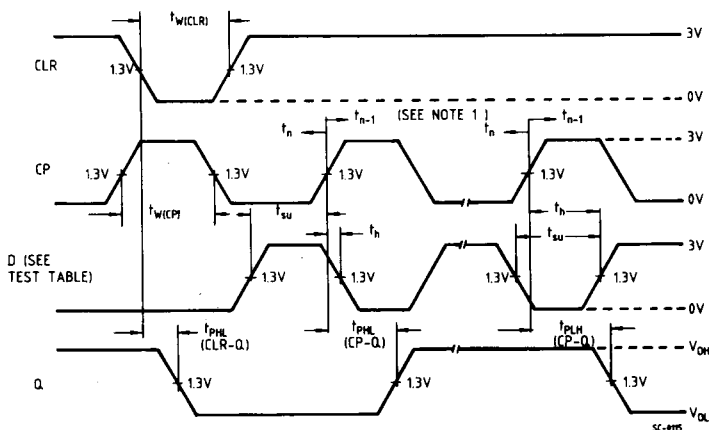 tW(CLR)
3V
CLR
1.3V
1.3V
0V
(SEE NOTE 1)
tn
tn-1
tn
tn-1
3V
CP
1.3V
1.3V
1.3V
1.3V
0V
tW(CP)
tsu
th
th
tsu
3V
D (SEE
TEST TABLE)
1.3V
1.3V
1.3V
1.3V
0V
tPHL
(CLR-Q)
tPHL
(CP-Q)
tPLH
(CP-Q)
VOH
Q
1.3V
1.3V
1.3V
VOL
SC-8115